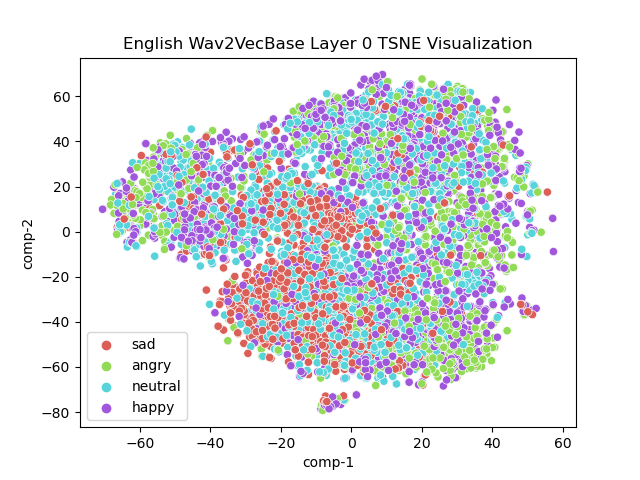 English Wav2VecBase Layer 0 TSNE Visualization
60
40
20
0
−20
−40
−60
−80
comp-2
sad
angry
neutral
happy
−60
−40
−20
0
20
40
60
comp-1